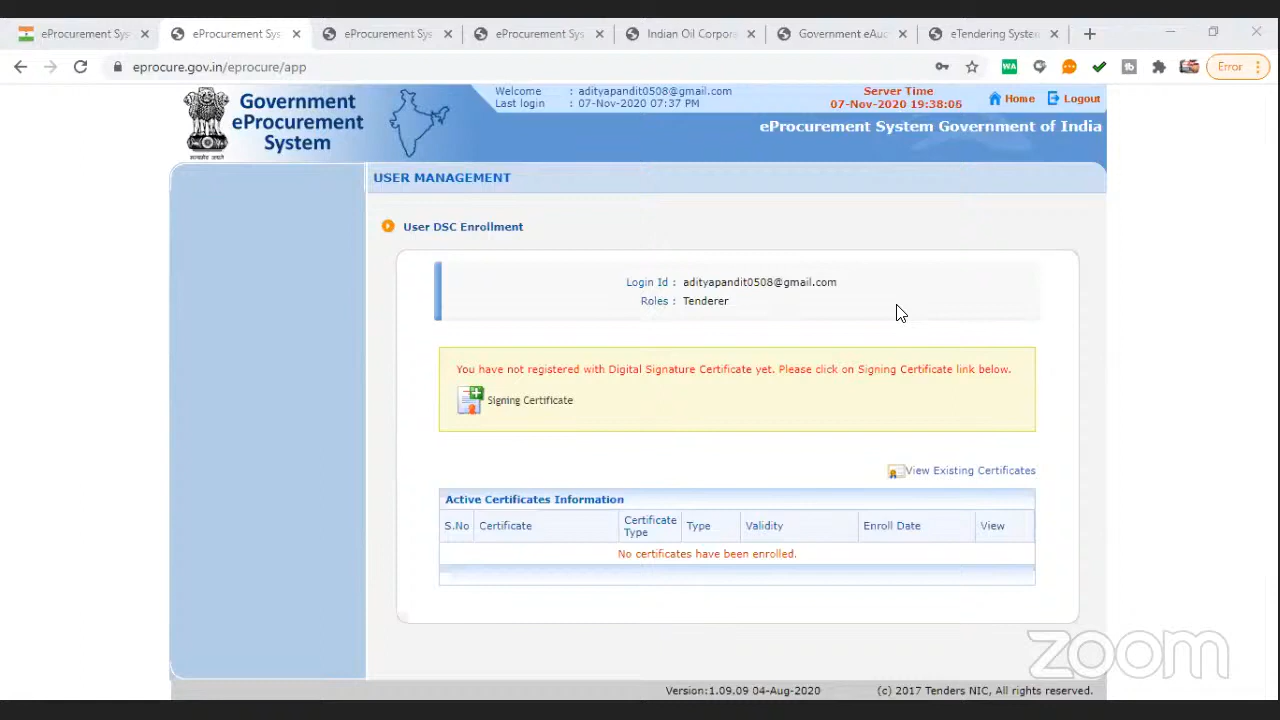 eProcurement Sys
eProcurement Sys
eProcurement Sys
eProcurement Sys
Indian Oil Corpora
Government eAuc
eTendering System
eprocure.gov.in/eprocure/app
WA
Error
Government
eProcurement
System
सत्यमेव जयते
Welcome : adityapandit0508@gmail.com
Last login : 07-Nov-2020 07:37 PM
Server Time
07-Nov-2020 19:38:06
Home
Logout
eProcurement System Government of India
USER MANAGEMENT
User DSC Enrollment
Login Id : adityapandit0508@gmail.com
Roles : Tenderer
You have not registered with Digital Signature Certificate yet. Please click on Signing Certificate link below.
Signing Certificate
View Existing Certificates
Active Certificates Information
S.No Certificate Certificate Type Type Validity Enroll Date View
No certificates have been enrolled.
zoom
Version:1.09.09 04-Aug-2020 (c) 2017 Tenders NIC, All rights reserved.